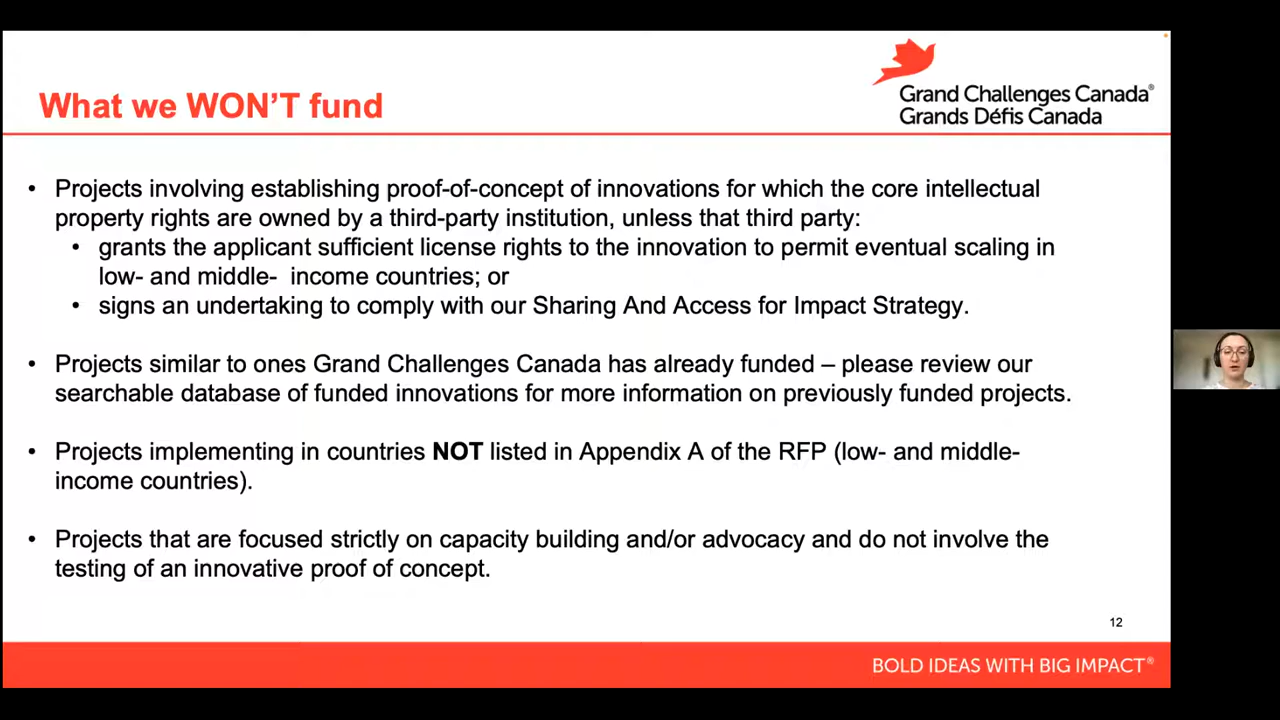 What we WON'T fund
Grand Challenges Canada®
Grands Défis Canada
• Projects involving establishing proof-of-concept of innovations for which the core intellectual
property rights are owned by a third-party institution, unless that third party:
• grants the applicant sufficient license rights to the innovation to permit eventual scaling in
low- and middle- income countries; or
• signs an undertaking to comply with our Sharing And Access for Impact Strategy.
• Projects similar to ones Grand Challenges Canada has already funded – please review our
searchable database of funded innovations for more information on previously funded projects.
• Projects implementing in countries NOT listed in Appendix A of the RFP (low- and middle-
income countries).
• Projects that are focused strictly on capacity building and/or advocacy and do not involve the
testing of an innovative proof of concept.
12
BOLD IDEAS WITH BIG IMPACT®